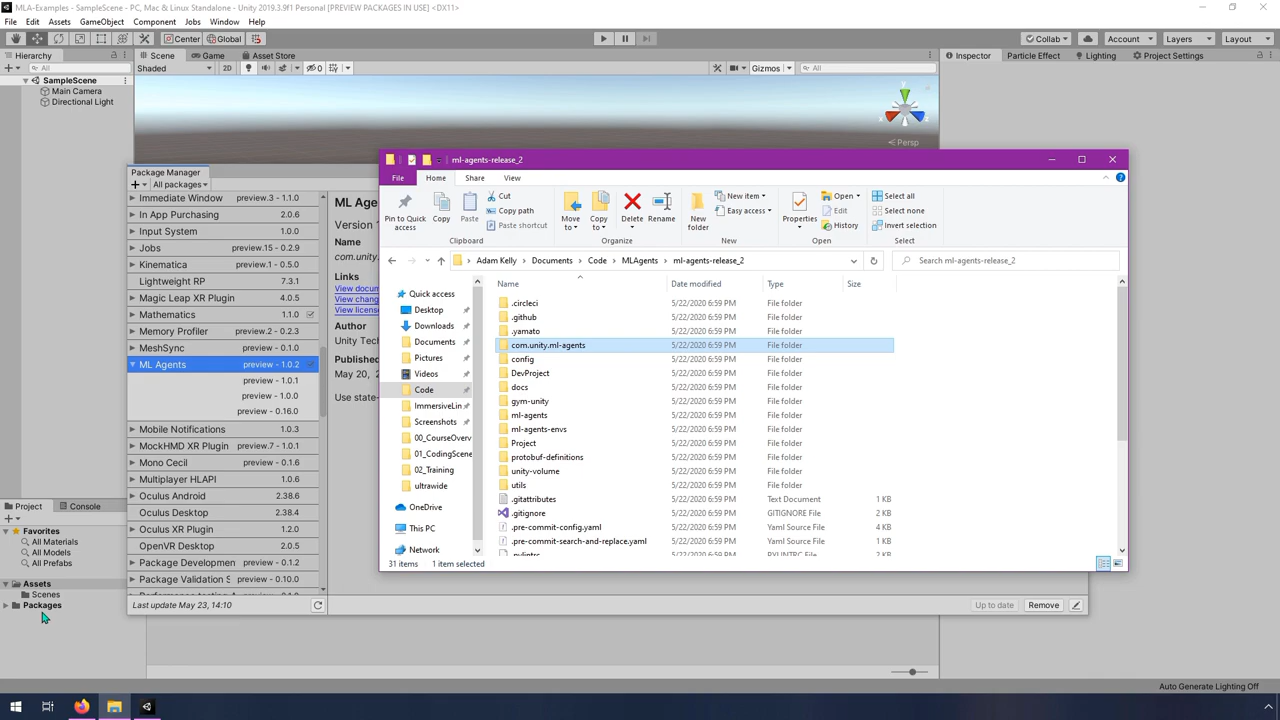 MLA-Examples - SampleScene - PC, Mac & Linux Standalone - Unity 2019.3.9f1 Personal [PREVIEW PACKAGES IN USE] <DX11>
File Edit Assets GameObject Component Jobs Window Help
Center Global Collab Account Layers Layout
Hierarchy Scene Game Asset Store Inspector Particle Effect Lighting Project Settings
All Shaded 2D 0 Gizmos All
SampleScene
Main Camera
Directional Light
y
x
z
Persp
Package Manager
All packages
Immediate Window preview.3 - 1.1.0
In App Purchasing 2.0.6
Input System 1.0.0
Jobs preview.15 - 0.2.9
Kinematica preview - 0.1.1
Lightweight RP 7.3.1
Magic Leap XR Plugin 4.0.5
Mathematics 1.1.0
Memory Profiler preview.2 - 0.2.3
MeshSync preview - 0.1.0
ML Agents preview - 1.0.2
preview - 1.0.1
preview - 1.0.0
preview - 0.16.0
Mobile Notifications 1.0.3
MockHMD XR Plugin preview.7 - 1.0.1
Mono Cecil preview - 0.1.6
Multiplayer HLAPI 1.0.6
Oculus Android 2.38.6
Oculus Desktop 2.38.6
Oculus XR Plugin 1.2.0
OpenVR Desktop 2.0.5
Package Developmen preview - 0.1.2
Package Validation S preview - 0.10.0
Last update May 23, 14:10
Up to date Remove
ML Age
Version 1
Name
com.unity.
Links
View docum
View chang
View licens
Author
Unity Tech
Published
May 20, 2
Use state-
ml-agents-release_2
File Home Share View
Pin to Quick access
Copy
Paste
Cut
Copy path
Paste shortcut
Move to
Copy to
Delete
Rename
New folder
New item
Easy access
Properties
Open
Edit
History
Select all
Select none
Invert selection
Clipboard Organize New Open Select
Adam Kelly > Documents > Code > MLAgents > ml-agents-release_2
Search ml-agents-release_2
Name Date modified Type Size
Quick access
Desktop
Downloads
Documents
Pictures
Videos
Code
ImmersiveLin
Screenshots
00_CourseOverv
01_CodingScene
02_Training
ultrawide
OneDrive
This PC
Network
.circleci 5/22/2020 6:59 PM File folder
.github 5/22/2020 6:59 PM File folder
.yamato 5/22/2020 6:59 PM File folder
com.unity.ml-agents 5/22/2020 6:59 PM File folder
config 5/22/2020 6:59 PM File folder
DevProject 5/22/2020 6:59 PM File folder
docs 5/22/2020 6:59 PM File folder
gym-unity 5/22/2020 6:59 PM File folder
ml-agents 5/22/2020 6:59 PM File folder
ml-agents-envs 5/22/2020 6:59 PM File folder
Project 5/22/2020 6:59 PM File folder
protobuf-definitions 5/22/2020 6:59 PM File folder
unity-volume 5/22/2020 6:59 PM File folder
utils 5/22/2020 6:59 PM File folder
.gitattributes 5/22/2020 6:59 PM Text Document 1 KB
.gitignore 5/22/2020 6:59 PM GITIGNORE File 2 KB
.pre-commit-config.yaml 5/22/2020 6:59 PM Yaml Source File 4 KB
.pre-commit-search-and-replace.yaml 5/22/2020 6:59 PM Yaml Source File 2 KB
31 items 1 item selected
Project Console
Favorites
All Materials
All Models
All Prefabs
Assets
Scenes
Packages
Auto Generate Lighting Off